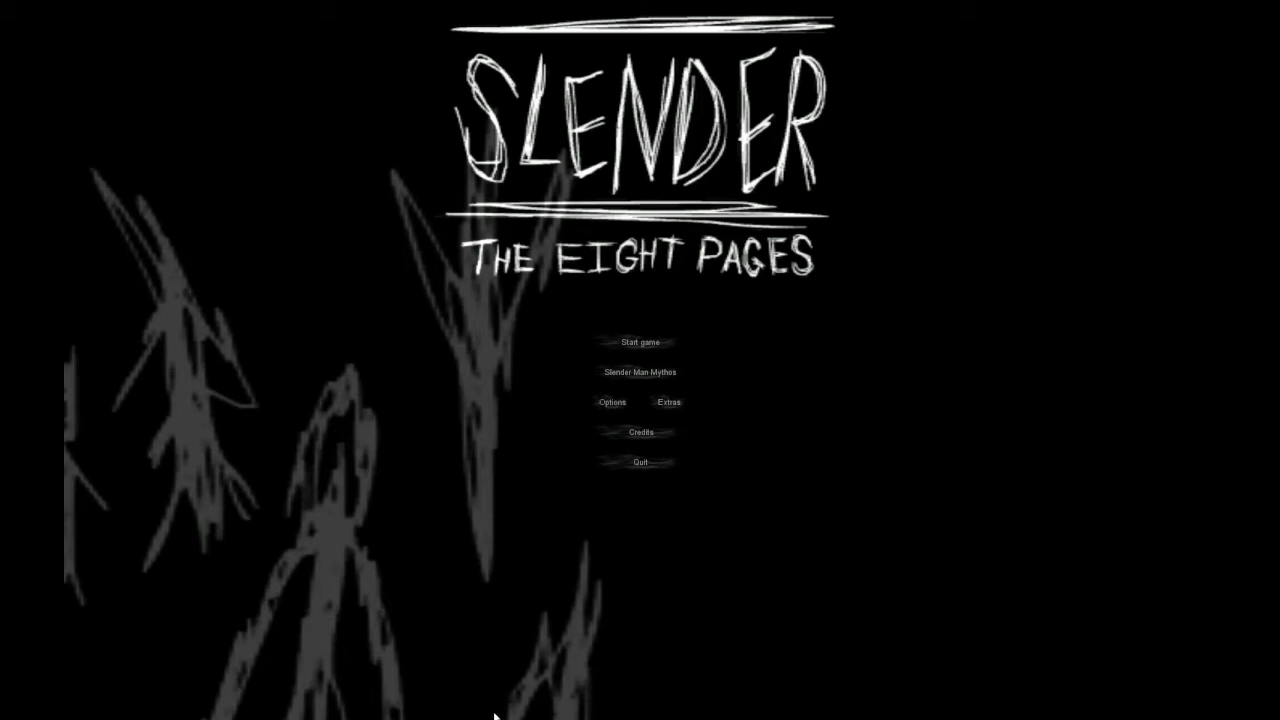 SLENDER
THE EIGHT PAGES
Start game
Slender Man Mythos
Options Extras
Credits
Quit